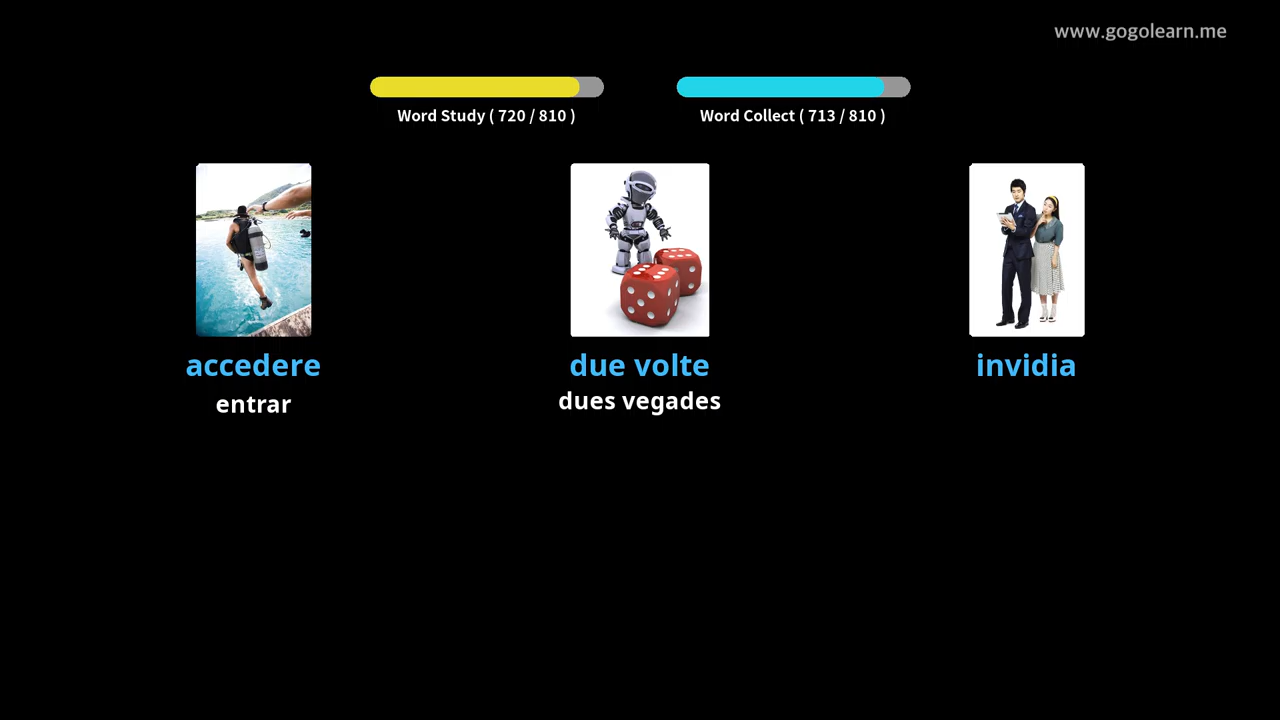 www.gogolearn.me
Word Study ( 720 / 810 )
Word Collect ( 713 / 810 )
accedere
entrar
due volte
dues vegades
invidia